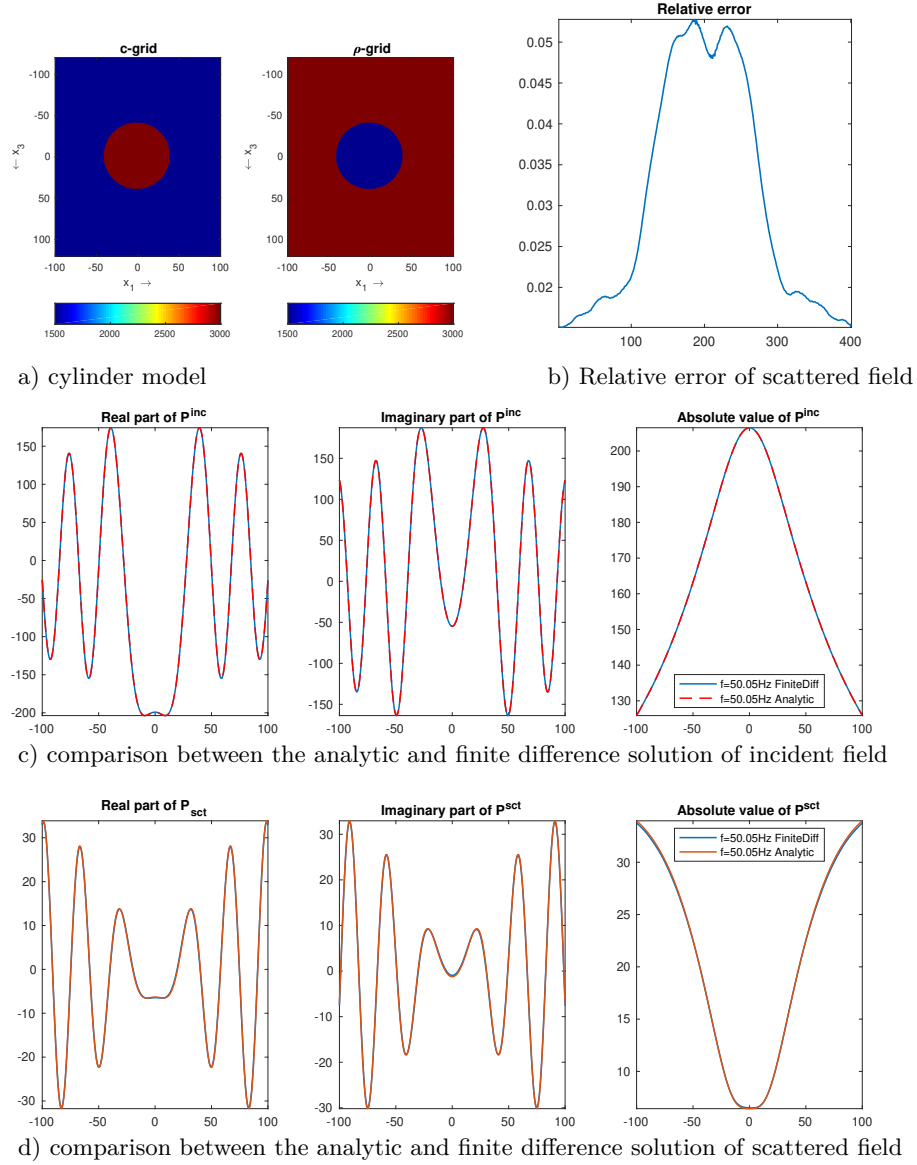 c-grid
ρ-grid
Relative error
-100
-50
0
50
100
← x3
-100 -50 0 50 100
x1 →
1500 2000 2500 3000
-100
-50
0
50
100
← x3
-100 -50 0 50 100
x1 →
1500 2000 2500 3000
0.05
0.045
0.04
0.035
0.03
0.025
0.02
100 200 300 400
a) cylinder model
b) Relative error of scattered field
Real part of P^inc
150
100
50
0
-50
-100
-150
-200
-100 -50 0 50 100
Imaginary part of P^inc
150
100
50
0
-50
-100
-150
-100 -50 0 50 100
Absolute value of P^inc
200
190
180
170
160
150
140
130
f=50.05Hz FiniteDiff
f=50.05Hz Analytic
-100 -50 0 50 100
c) comparison between the analytic and finite difference solution of incident field
Real part of P_sct
30
20
10
0
-10
-20
-30
-100 -50 0 50 100
Imaginary part of P^sct
30
20
10
0
-10
-20
-30
-100 -50 0 50 100
Absolute value of P^sct
30
25
20
15
10
f=50.05Hz FiniteDiff
f=50.05Hz Analytic
-100 -50 0 50 100
d) comparison between the analytic and finite difference solution of scattered field